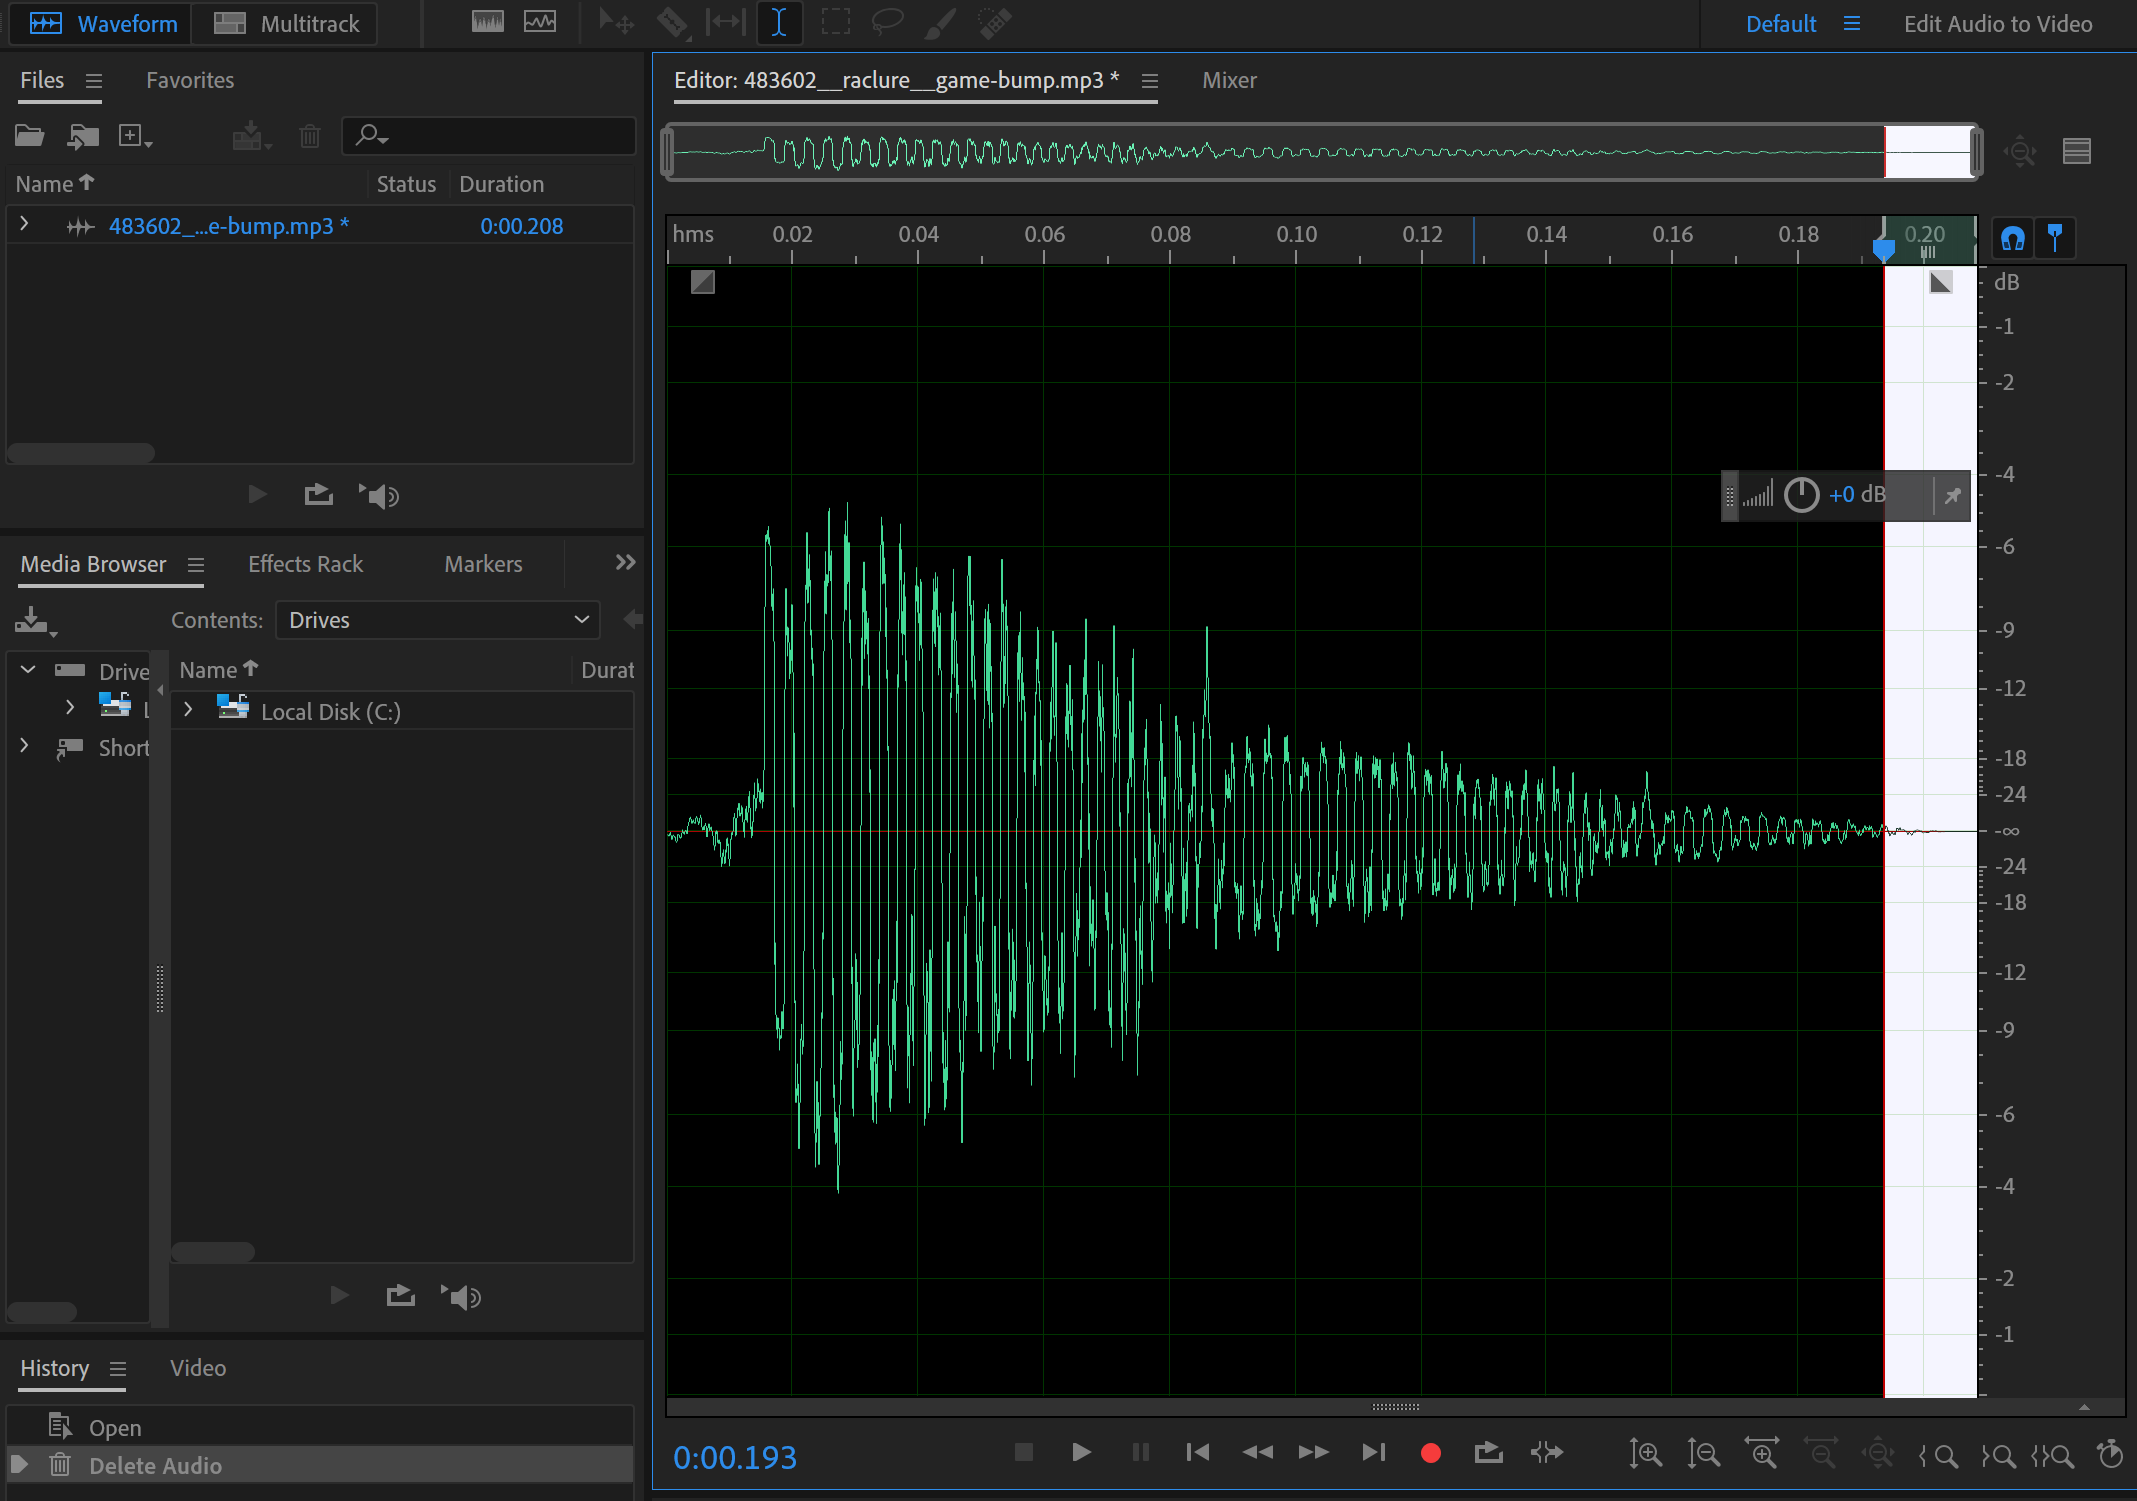 Waveform Multitrack Default Edit Audio to Video
Files Favorites
Name Status Duration
483602_...e-bump.mp3 * 0:00.208
Media Browser Effects Rack Markers
Contents: Drives
Drive
L
Short
Name Durat
Local Disk (C:)
History Video
Open
Delete Audio
Editor: 483602__raclure__game-bump.mp3 * Mixer
hms 0.02 0.04 0.06 0.08 0.10 0.12 0.14 0.16 0.18 0.20
dB
-1
-2
-4
+0 dB
-6
-9
-12
-18
-24
-∞
-24
-18
-12
-9
-6
-4
-2
-1
0:00.193